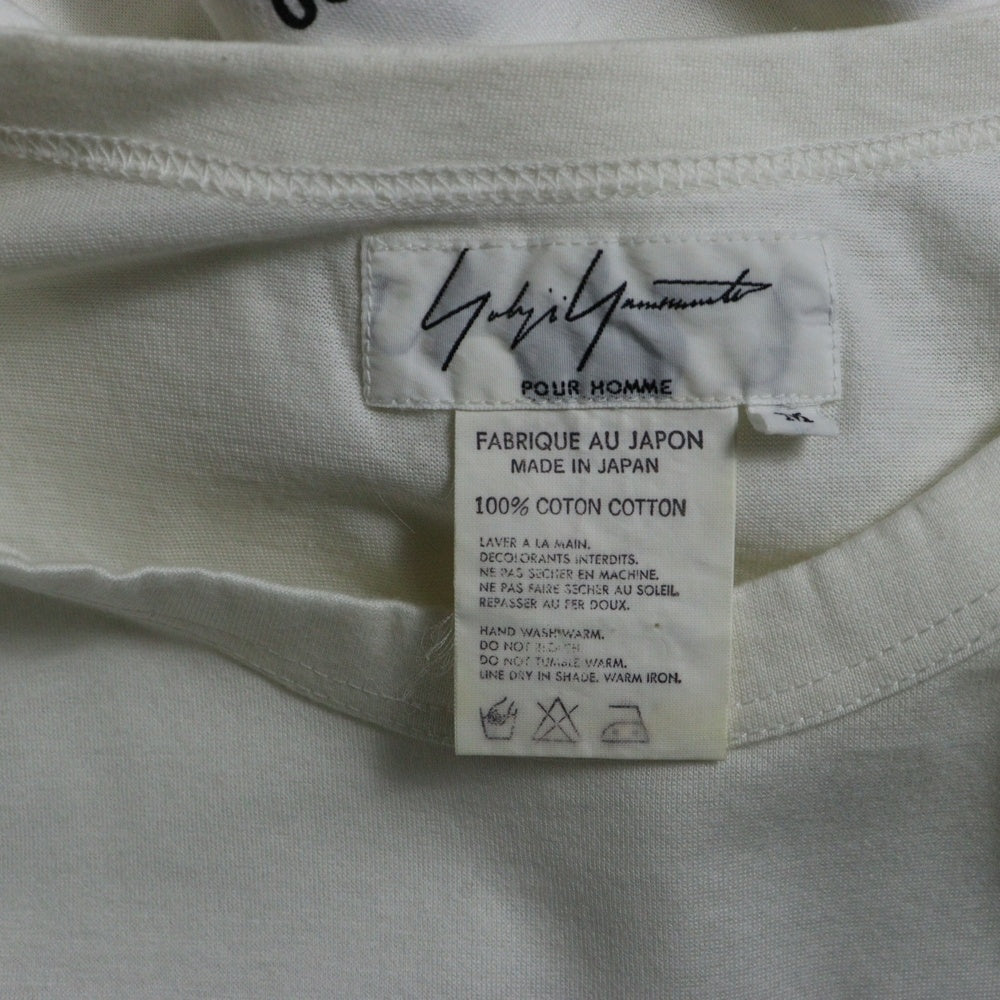 Yohji Yamamoto
POUR HOMME
M
FABRIQUE AU JAPON
MADE IN JAPAN
100% COTON COTTON
LAVER A LA MAIN.
DECOLORANTS INTERDITS.
NE PAS SECHER EN MACHINE.
NE PAS FAIRE SECHER AU SOLEIL.
REPASSER AU FER DOUX.
HAND WASH WARM.
DO NOT BLEACH
DO NOT TUMBLE WARM.
LINE DRY IN SHADE. WARM IRON.